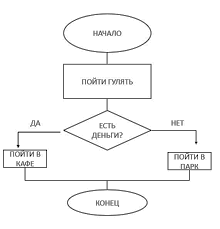 НАЧАЛО
ПОЙТИ ГУЛЯТЬ
ЕСТЬ
ДЕНЬГИ?
ДА
НЕТ
ПОЙТИ В
КАФЕ
ПОЙТИ В
ПАРК
КОНЕЦ